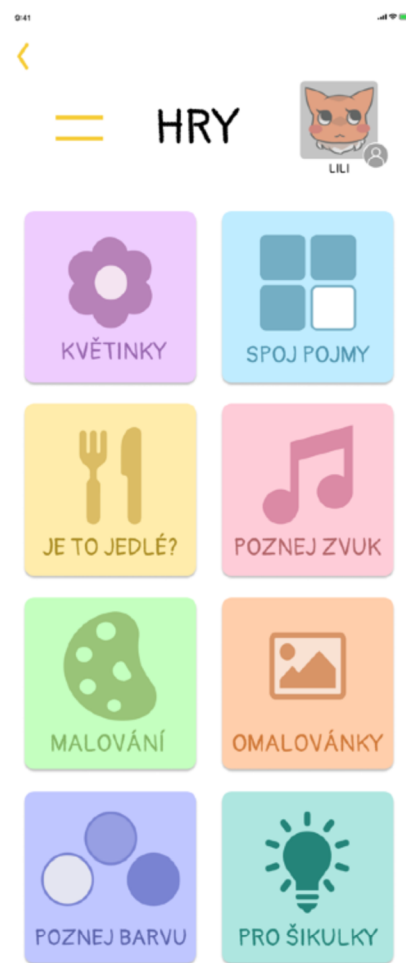 9:41
HRY
LILI
KVĚTINKY
SPOJ POJMY
JE TO JEDLÉ?
POZNEJ ZVUK
MALOVÁNÍ
OMALOVÁNKY
POZNEJ BARVU
PRO ŠIKULKY